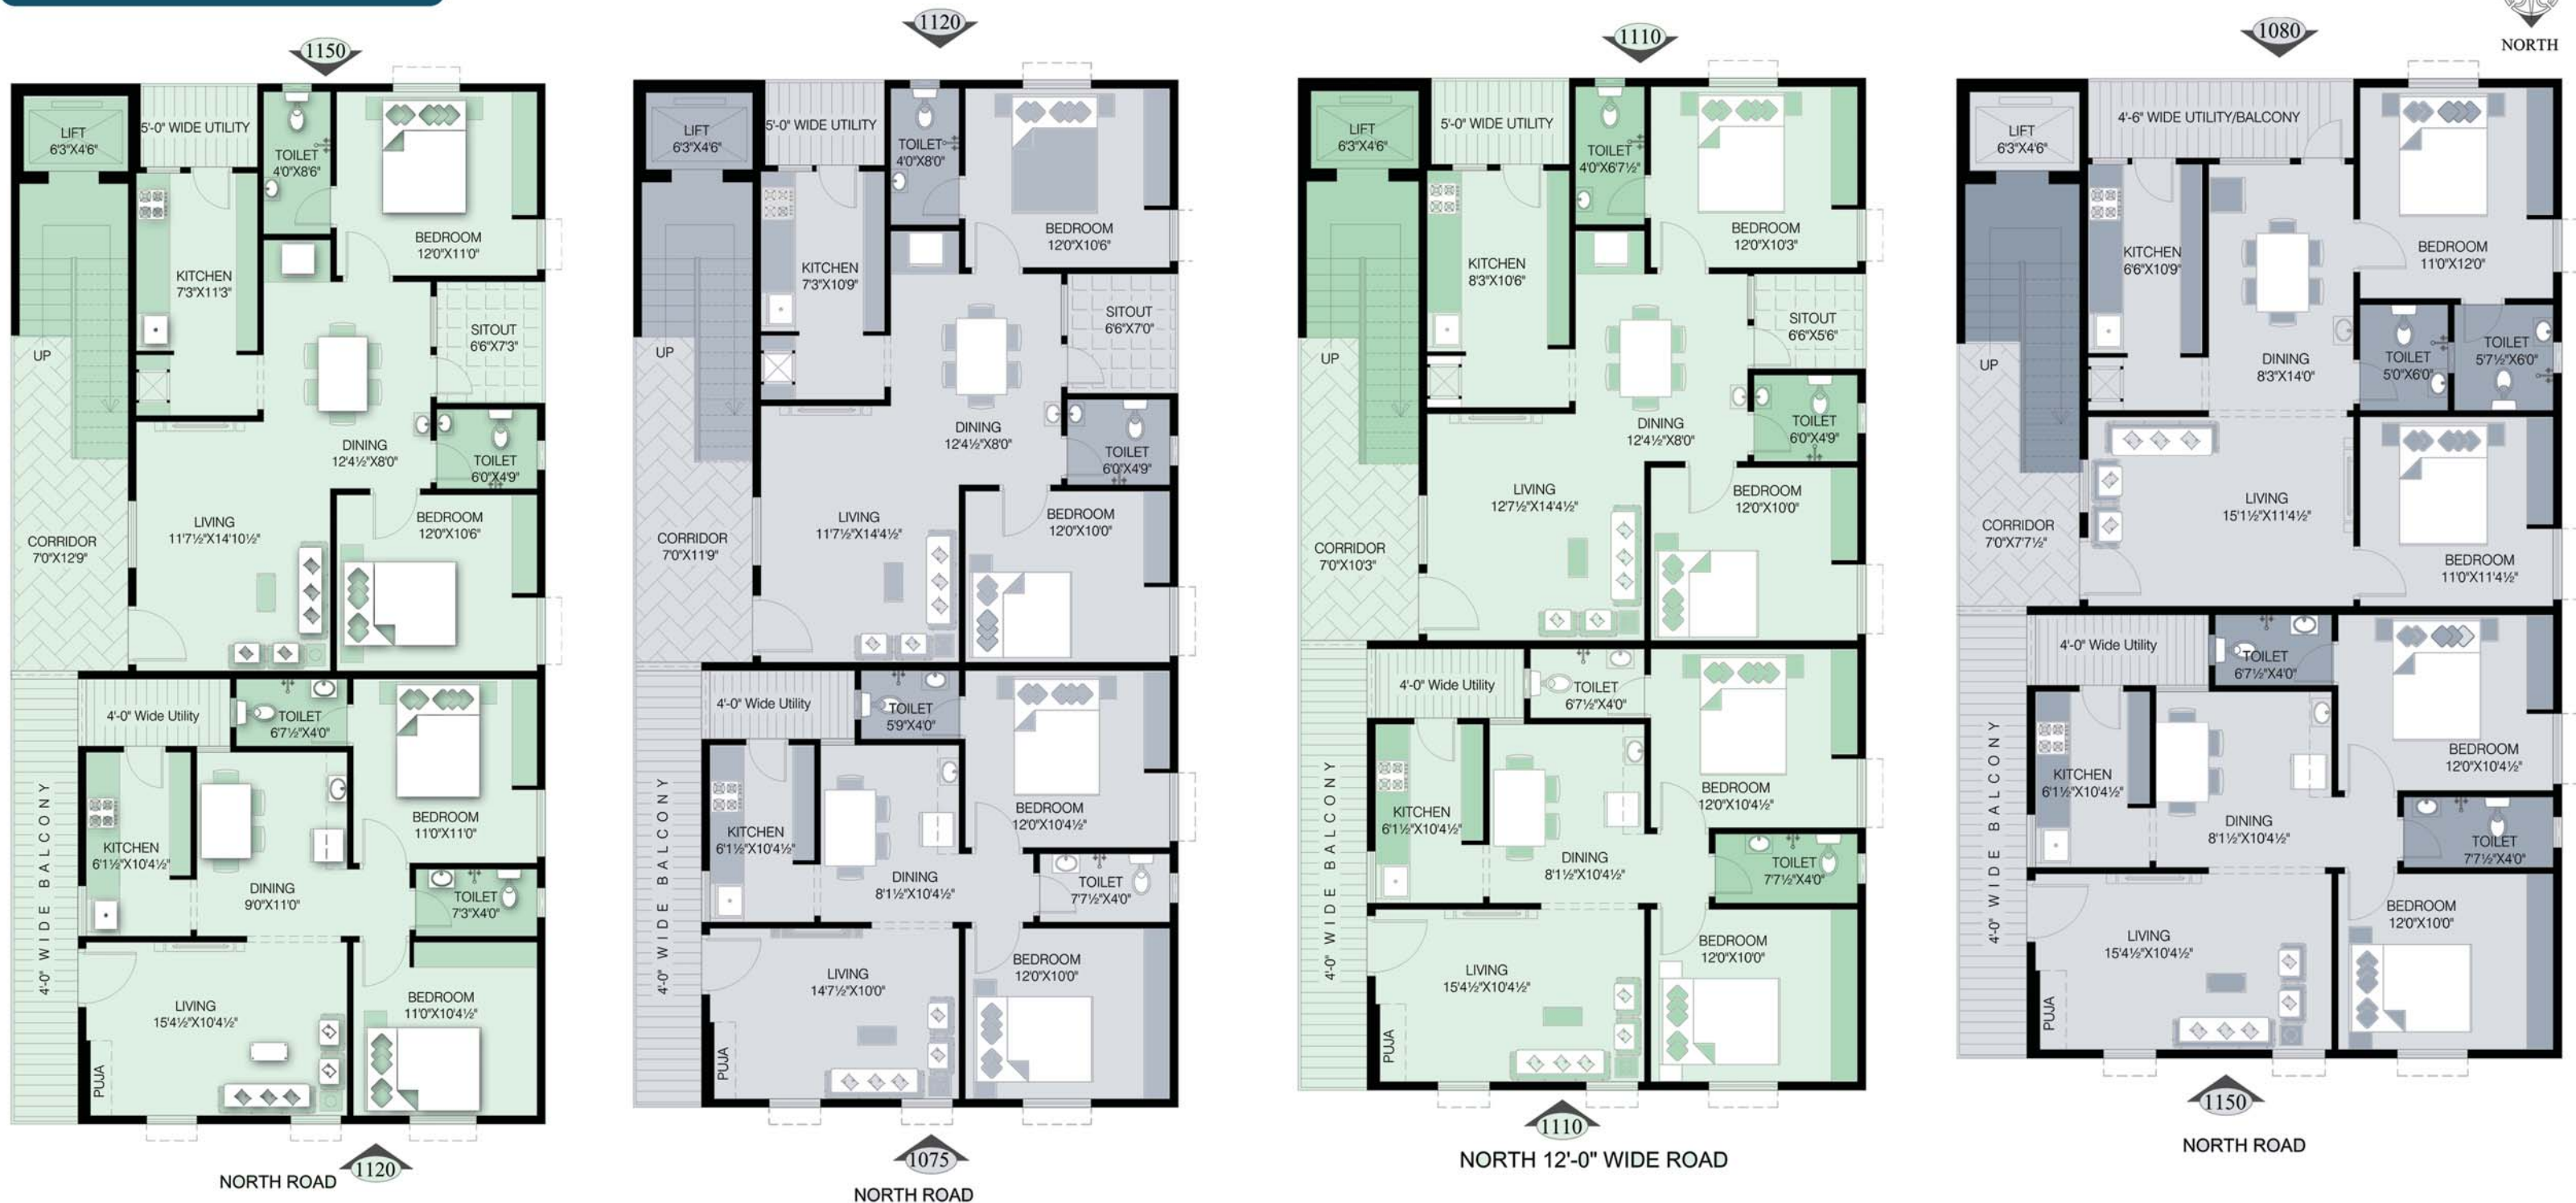 1150
LIFT
6'3"X4'6"
5'-0" WIDE UTILITY
TOILET
4'0"X8'6"
BEDROOM
12'0"X11'0"
KITCHEN
7'3"X11'3"
SITOUT
6'6"X7'3"
UP
DINING
12'4½"X8'0"
TOILET
6'0"X4'9"
LIVING
11'7½"X14'10½"
BEDROOM
12'0"X10'6"
CORRIDOR
7'0"X12'9"
4'-0" Wide Utility
TOILET
6'7½"X4'0"
BEDROOM
11'0"X11'0"
KITCHEN
6'1½"X10'4½"
DINING
9'0"X11'0"
TOILET
7'3"X4'0"
4'-0" WIDE BALCONY
LIVING
15'4½"X10'4½"
BEDROOM
11'0"X10'4½"
PUJA
NORTH ROAD
1120
1120
LIFT
6'3"X4'6"
5'-0" WIDE UTILITY
TOILET
4'0"X8'0"
BEDROOM
12'0"X10'6"
KITCHEN
7'3"X10'9"
SITOUT
6'6"X7'0"
UP
DINING
12'4½"X8'0"
TOILET
6'0"X4'9"
LIVING
11'7½"X14'4½"
BEDROOM
12'0"X10'0"
CORRIDOR
7'0"X11'9"
4'-0" Wide Utility
TOILET
5'9"X4'0"
BEDROOM
12'0"X10'4½"
KITCHEN
6'1½"X10'4½"
DINING
8'1½"X10'4½"
TOILET
7'7½"X4'0"
4'-0" WIDE BALCONY
LIVING
14'7½"X10'0"
BEDROOM
12'0"X10'0"
PUJA
1075
NORTH ROAD
1110
LIFT
6'3"X4'6"
5'-0" WIDE UTILITY
TOILET
4'0"X6'7½"
BEDROOM
12'0"X10'3"
KITCHEN
8'3"X10'6"
SITOUT
6'6"X5'6"
UP
DINING
12'4½"X8'0"
TOILET
6'0"X4'9"
LIVING
12'7½"X14'4½"
BEDROOM
12'0"X10'0"
CORRIDOR
7'0"X10'3"
4'-0" Wide Utility
TOILET
6'7½"X4'0"
BEDROOM
12'0"X10'4½"
KITCHEN
6'1½"X10'4½"
DINING
8'1½"X10'4½"
TOILET
7'7½"X4'0"
4'-0" WIDE BALCONY
LIVING
15'4½"X10'4½"
BEDROOM
12'0"X10'0"
PUJA
1110
NORTH 12'-0" WIDE ROAD
1080
NORTH
LIFT
6'3"X4'6"
4'-6" WIDE UTILITY/BALCONY
KITCHEN
6'6"X10'9"
BEDROOM
11'0"X12'0"
UP
DINING
8'3"X14'0"
TOILET
5'0"X6'0"
TOILET
5'7½"X6'0"
LIVING
15'1½"X11'4½"
CORRIDOR
7'0"X7'7½"
BEDROOM
11'0"X11'4½"
4'-0" Wide Utility
TOILET
6'7½"X4'0"
BEDROOM
12'0"X10'4½"
KITCHEN
6'1½"X10'4½"
DINING
8'1½"X10'4½"
TOILET
7'7½"X4'0"
4'-0" WIDE BALCONY
LIVING
15'4½"X10'4½"
BEDROOM
12'0"X10'0"
PUJA
1150
NORTH ROAD